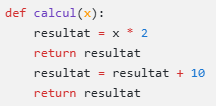 def calcul(x):
    resultat = x * 2
    return resultat
    resultat = resultat + 10
    return resultat